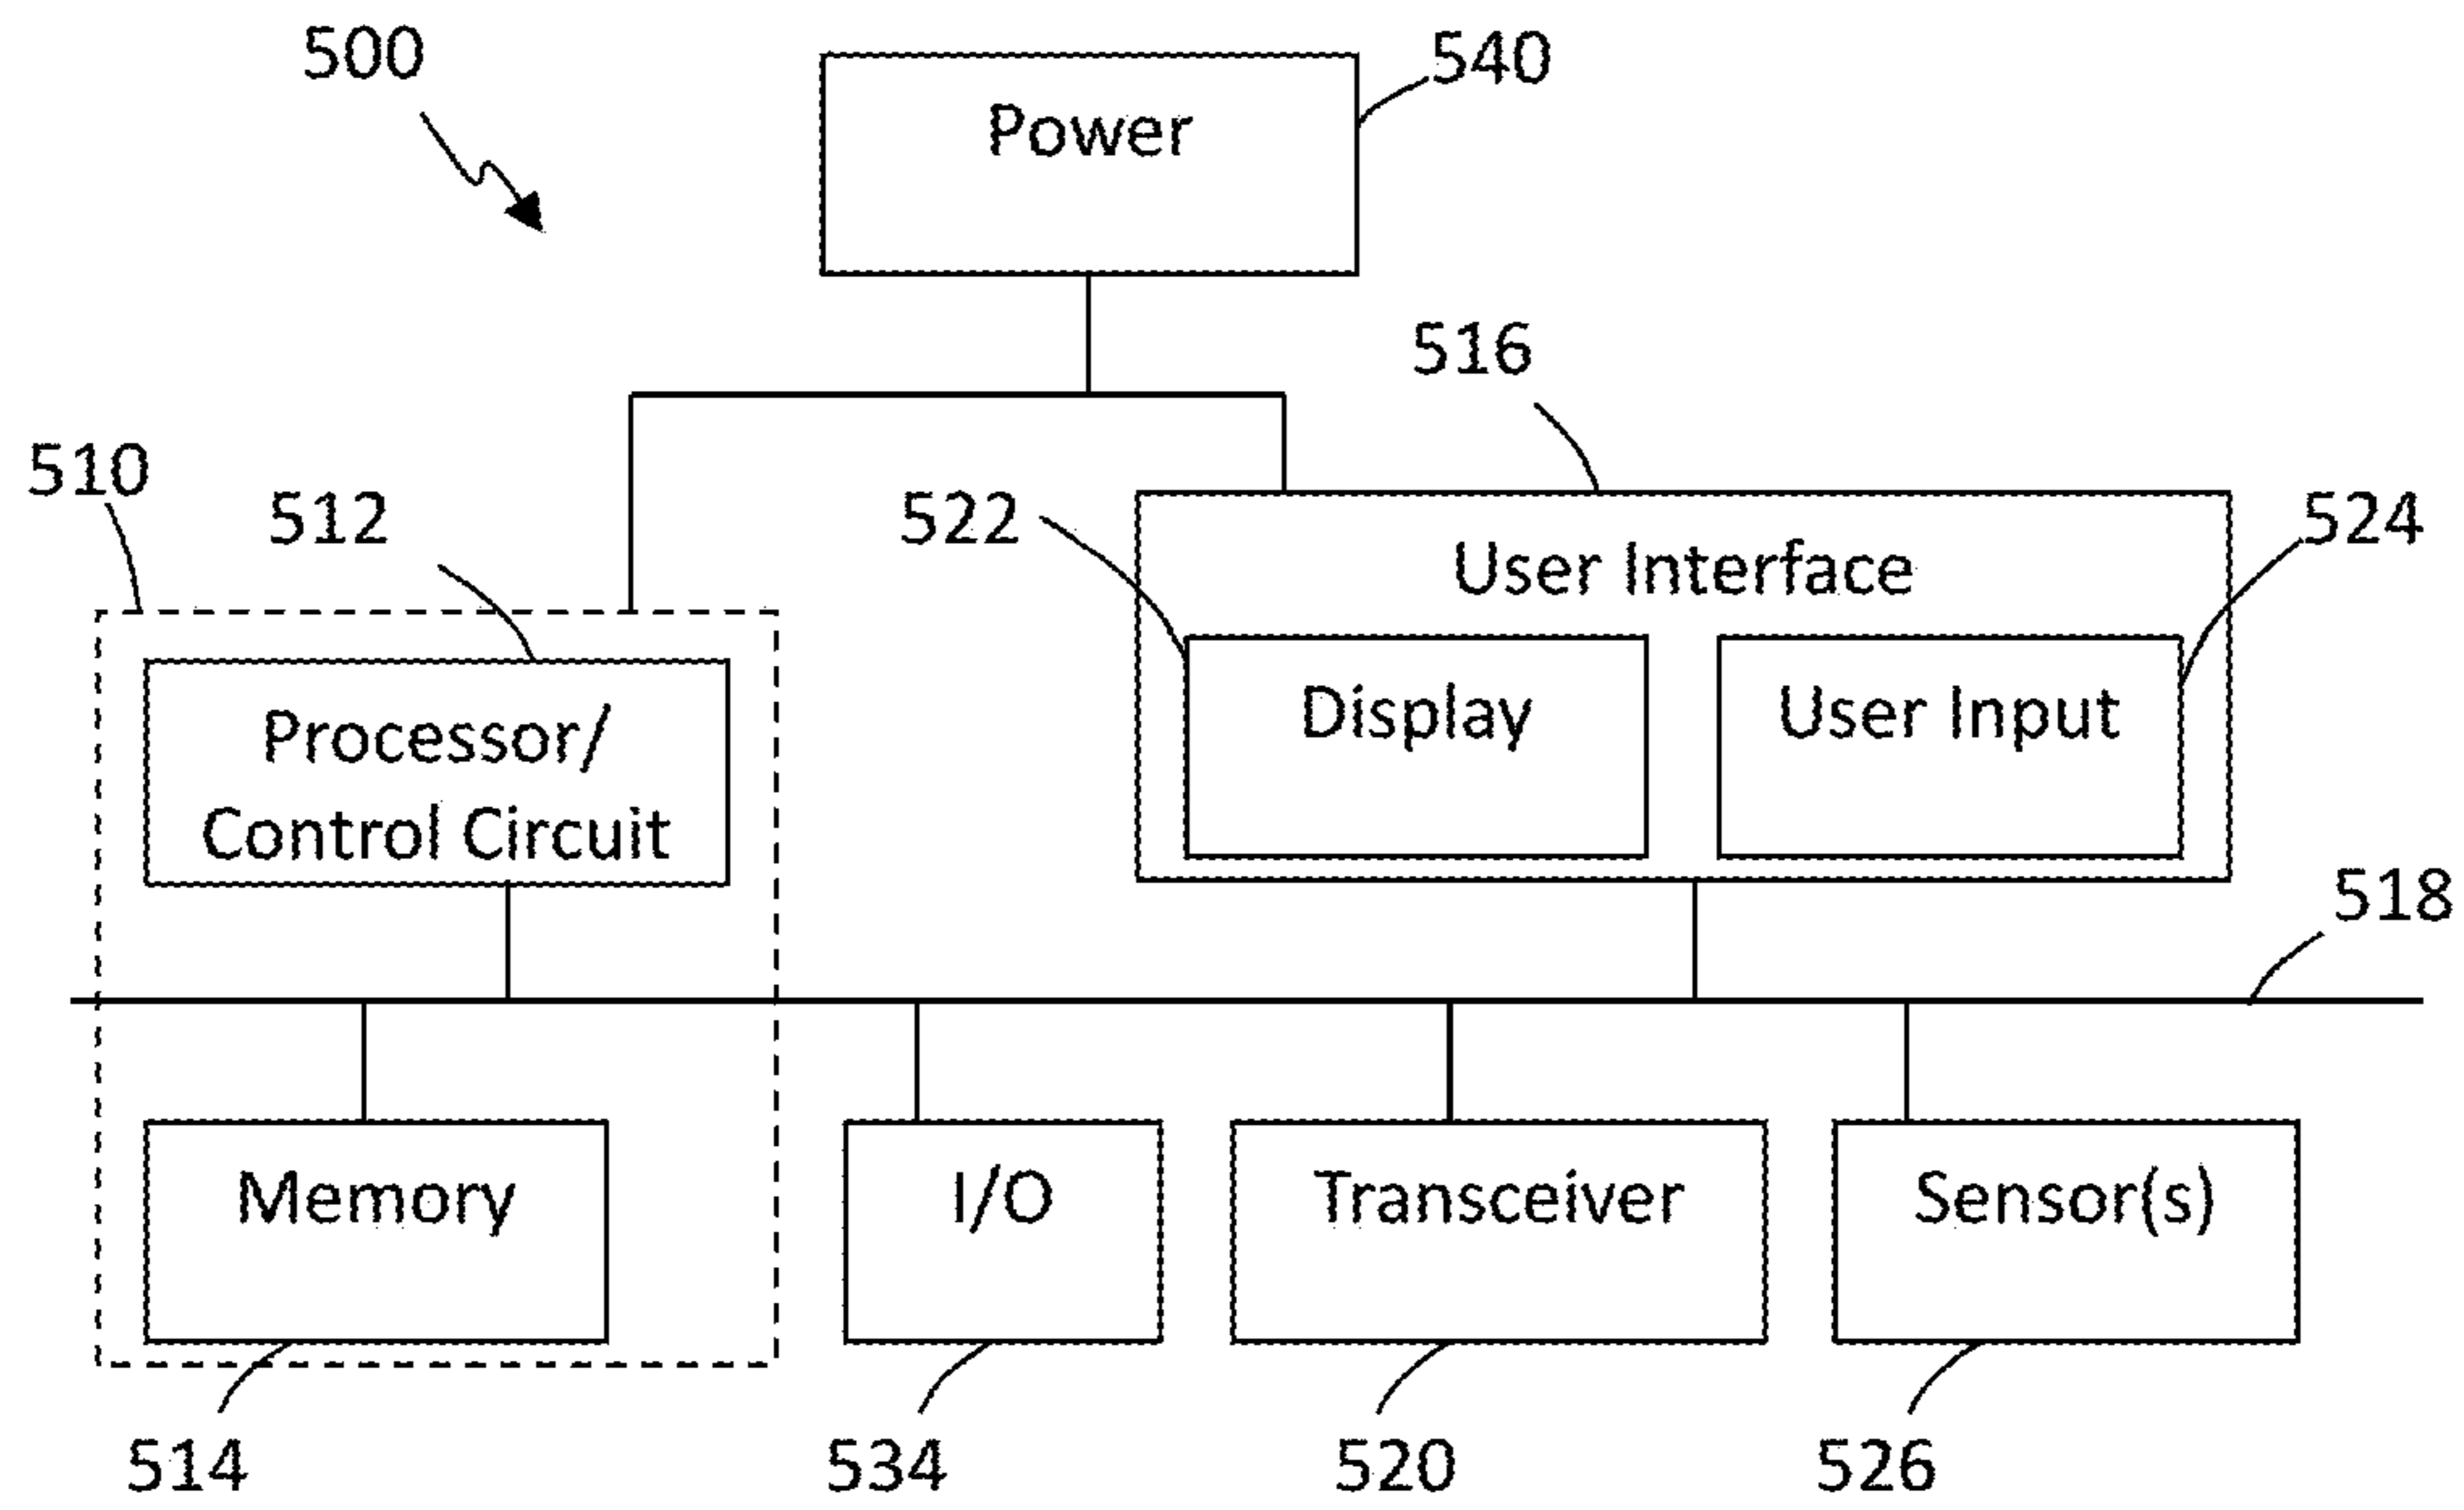 500
540
Power
516
510
512
522
524
User Interface
Display
User Input
Processor/
Control Circuit
518
Memory
I/O
Transceiver
Sensor(s)
514
534
520
526